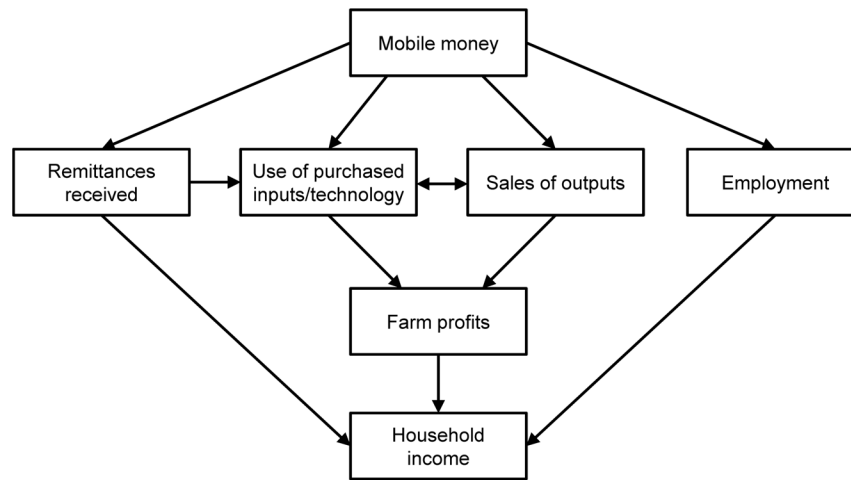 Mobile money
Remittances
received
Use of purchased
inputs/technology
Sales of outputs
Employment
Farm profits
Household
income